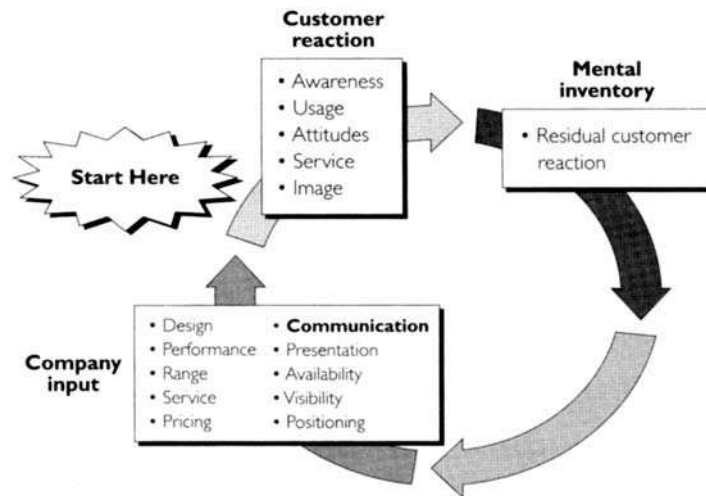 Customer
reaction
• Awareness
• Usage
• Attitudes
• Service
• Image
Mental
inventory
• Residual customer
reaction
Start Here
Company
input
• Design
• Performance
• Range
• Service
• Pricing
• Communication
• Presentation
• Availability
• Visibility
• Positioning